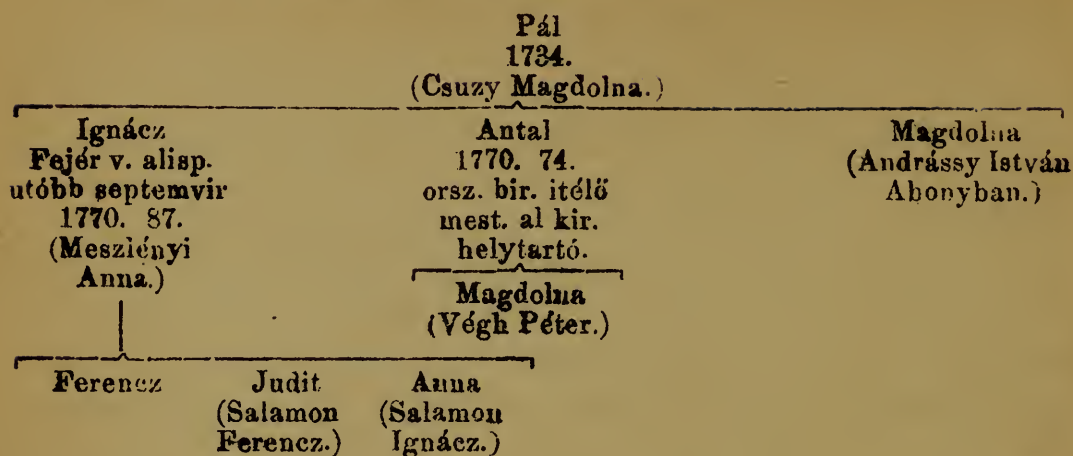 Pál
1734.
(Csuzy Magdolna.)
Ignácz
Fejér v. alisp.
utóbb septemvir
1770. 87.
(Meszlényi
Anna.)
Antal
1770. 74.
orsz. bir. itélő
mest. al kir.
helytartó.
Magdolna
(Andrássy István
Abonyban.)
Magdolna
(Végh Péter.)
Ferencz
Judit
(Salamon
Ferencz.)
Anna
(Salamon
Ignácz.)